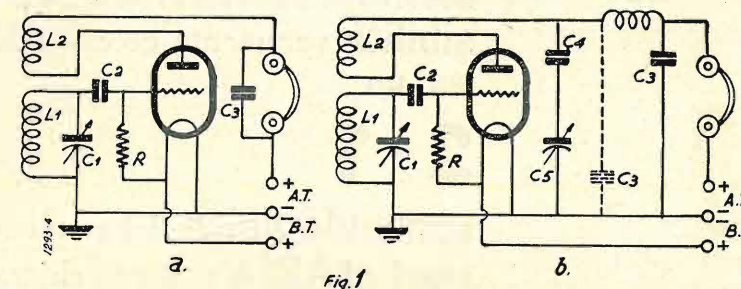 L2
C2
L1
C1
R
C3
+
A.T.
−
B.T.
+
1293-4
a.
L2
C2
L1
C1
R
C4
C5
C3
C3
+
A.T.
−
B.
+
b.
Fig. 1